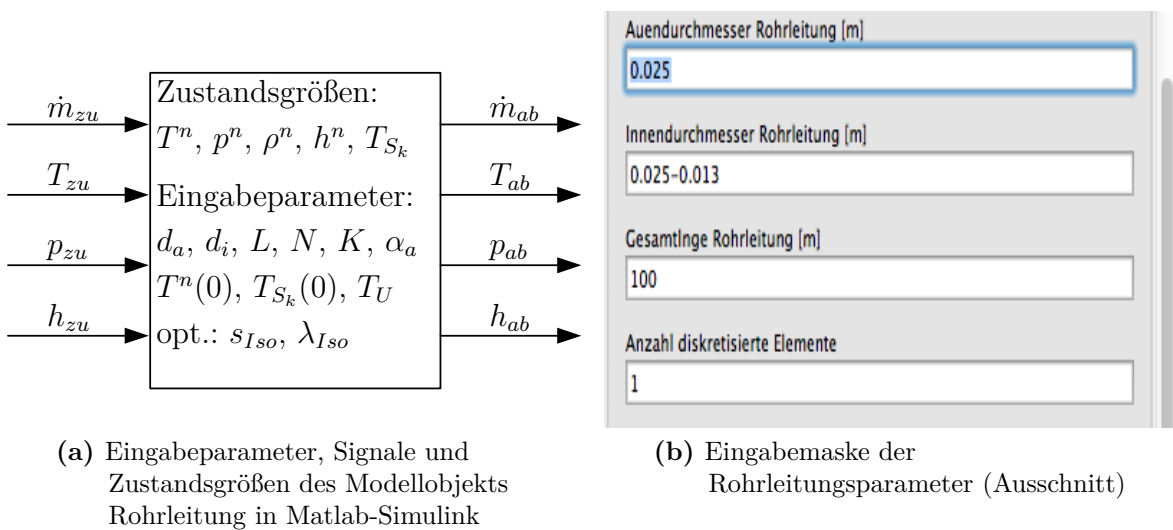 ṁ_zu
T_zu
p_zu
h_zu
Zustandsgrößen:
T^n, p^n, ρ^n, h^n, T_{S_k}
Eingabeparameter:
d_a, d_i, L, N, K, α_a
T^n(0), T_{S_k}(0), T_U
opt.: s_{Iso}, λ_{Iso}
ṁ_ab
T_ab
p_ab
h_ab
(a) Eingabeparameter, Signale und
Zustandsgrößen des Modellobjekts
Rohrleitung in Matlab-Simulink
Auendurchmesser Rohrleitung [m]
0.025
Innendurchmesser Rohrleitung [m]
0.025-0.013
Gesamtlnge Rohrleitung [m]
100
Anzahl diskretisierte Elemente
1
(b) Eingabemaske der
Rohrleitungsparameter (Ausschnitt)